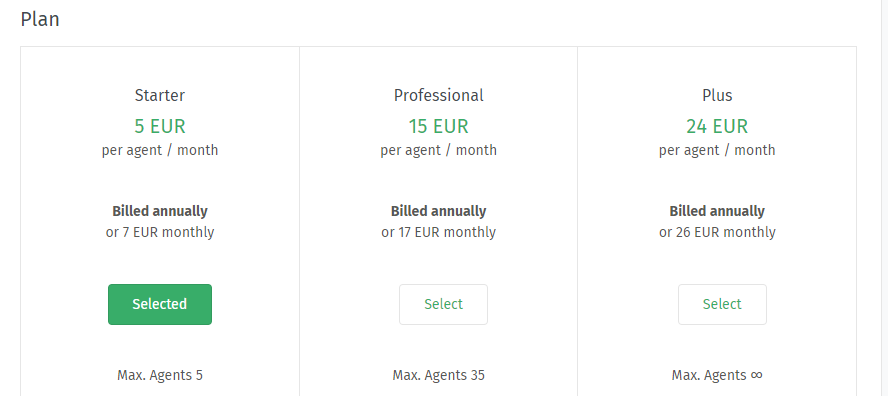 Plan
Starter
5 EUR
per agent / month
Billed annually
or 7 EUR monthly
Selected
Max. Agents 5
Professional
15 EUR
per agent / month
Billed annually
or 17 EUR monthly
Select
Max. Agents 35
Plus
24 EUR
per agent / month
Billed annually
or 26 EUR monthly
Select
Max. Agents ∞